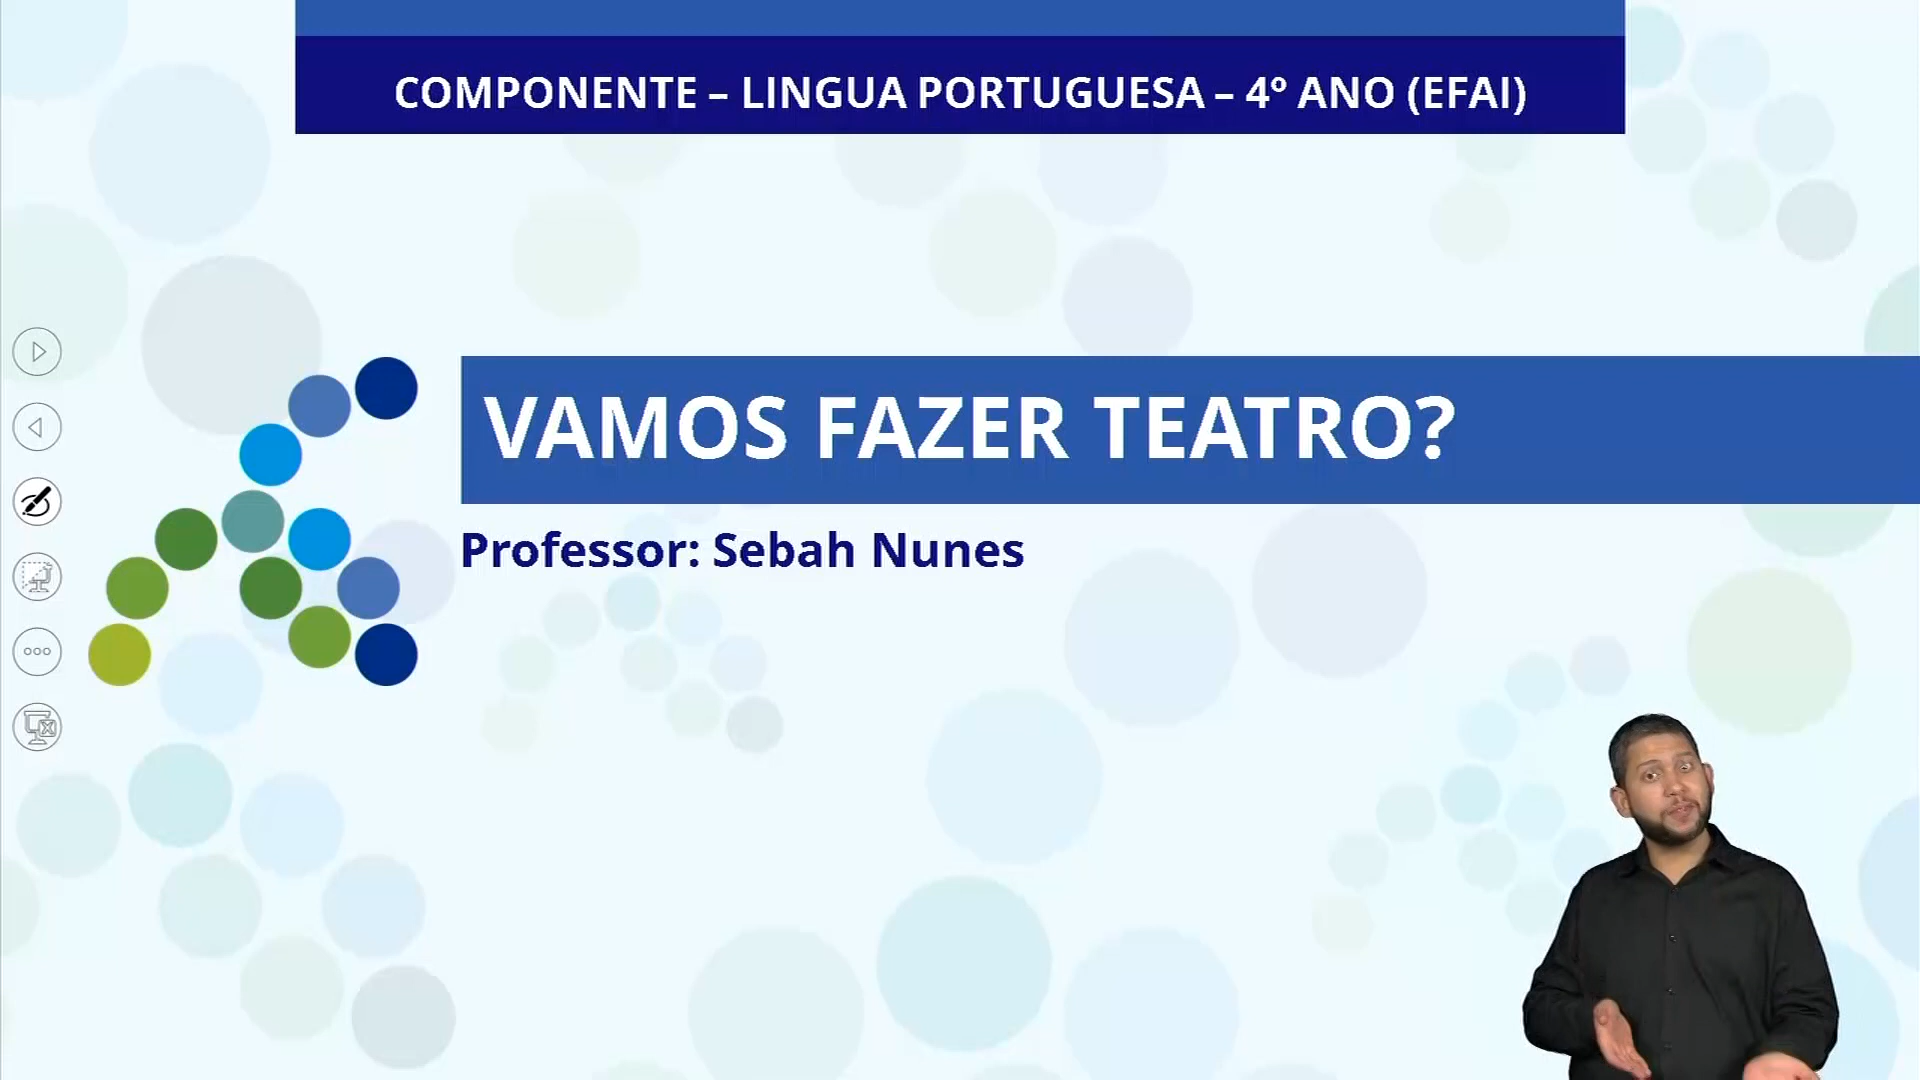 COMPONENTE – LINGUA PORTUGUESA – 4º ANO (EFAI)
VAMOS FAZER TEATRO?
Professor: Sebah Nunes